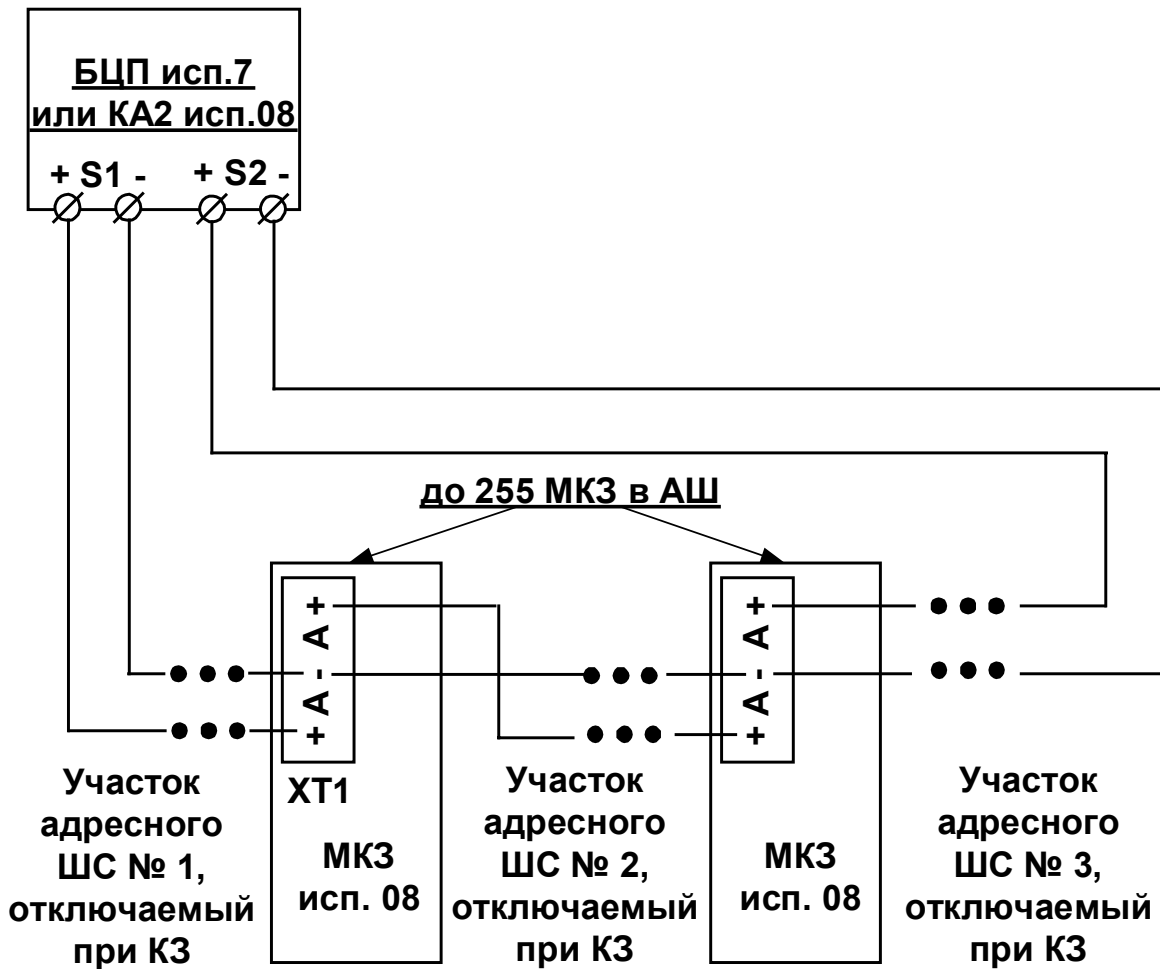 БЦП исп.7
или КА2 исп.08
+ S1 - + S2 -
до 255 МКЗ в АШ
+ А - А +
+ А - А +
ХТ1
Участок
адресного
ШС № 1,
отключаемый
при КЗ
МКЗ
исп. 08
Участок
адресного
ШС № 2,
отключаемый
при КЗ
МКЗ
исп. 08
Участок
адресного
ШС № 3,
отключаемый
при КЗ